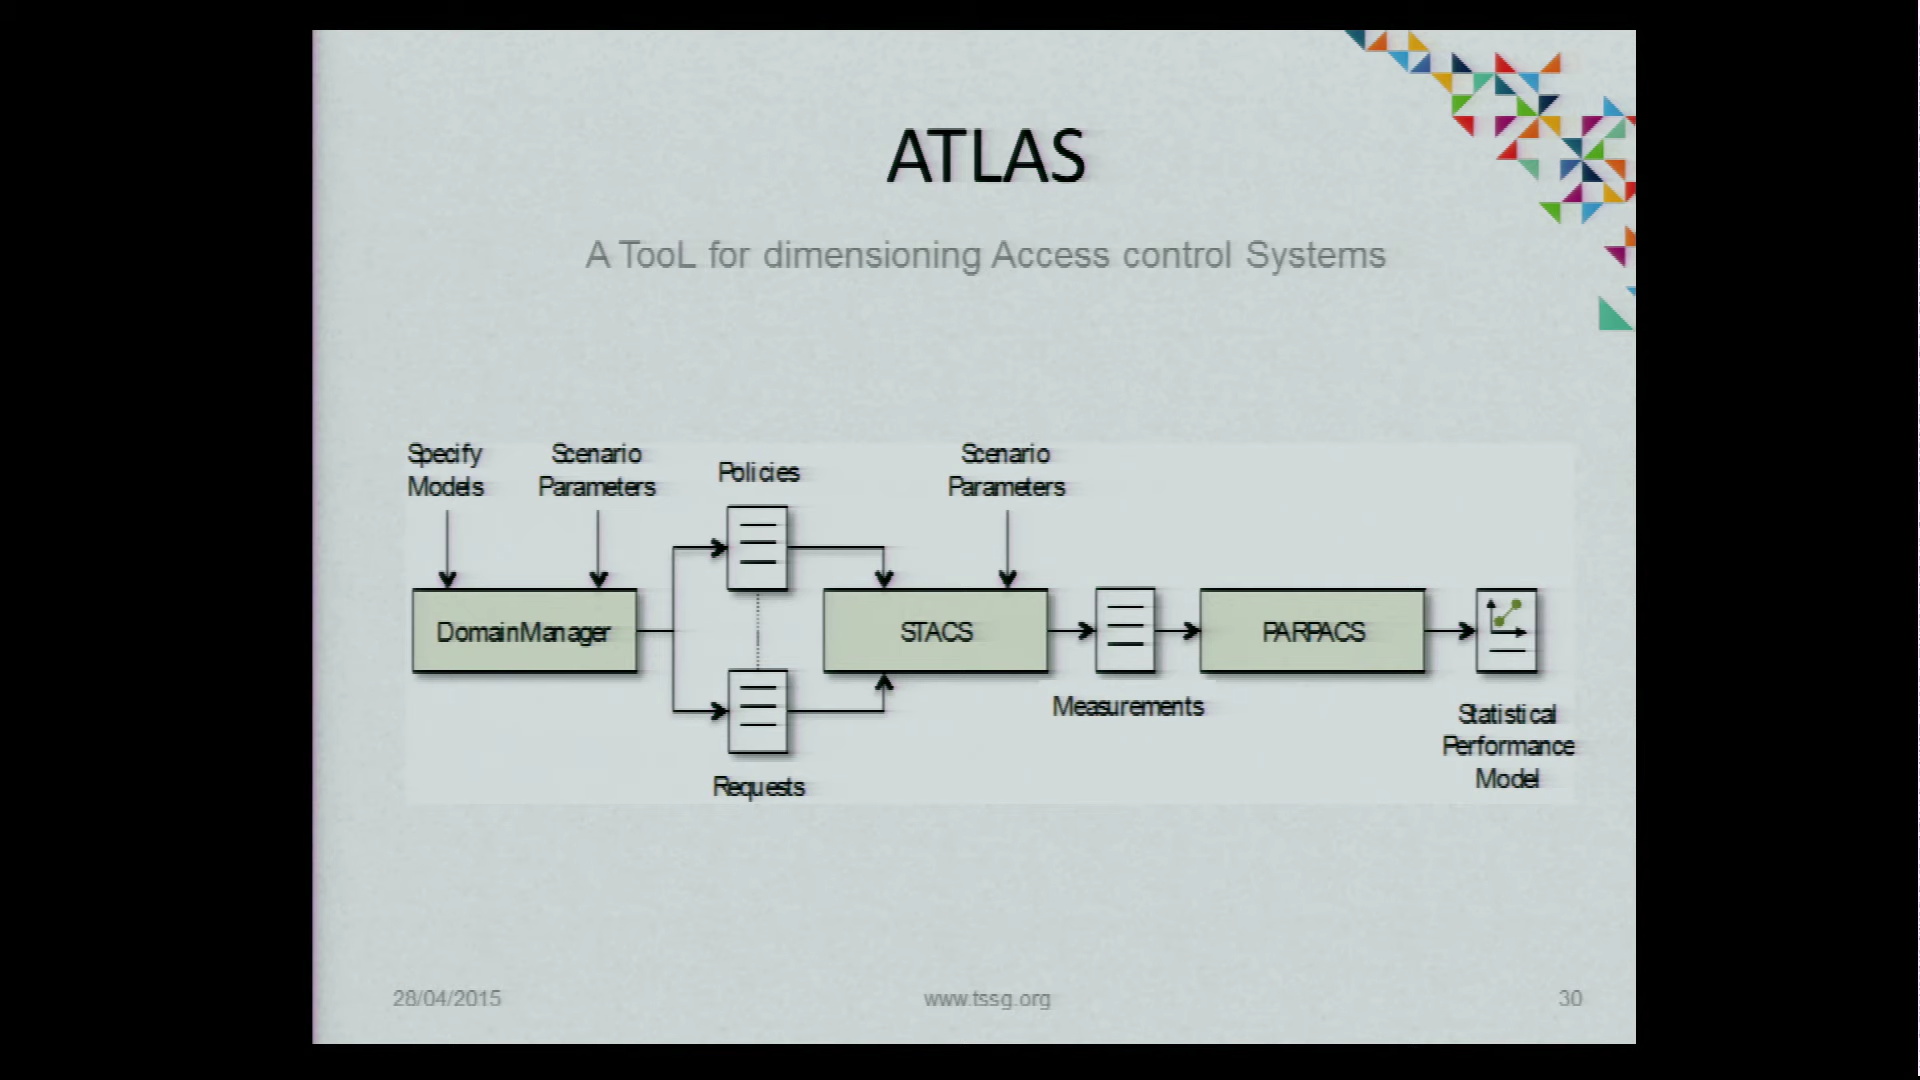 ATLAS
A TooL for dimensioning Access control Systems
Specify
Models
Scenario
Parameters
Policies
Scenario
Parameters
DomainManager
STACS
PARPACS
Measurements
Requests
Statistical
Performance
Model
28/04/2015
www.tssg.org
30